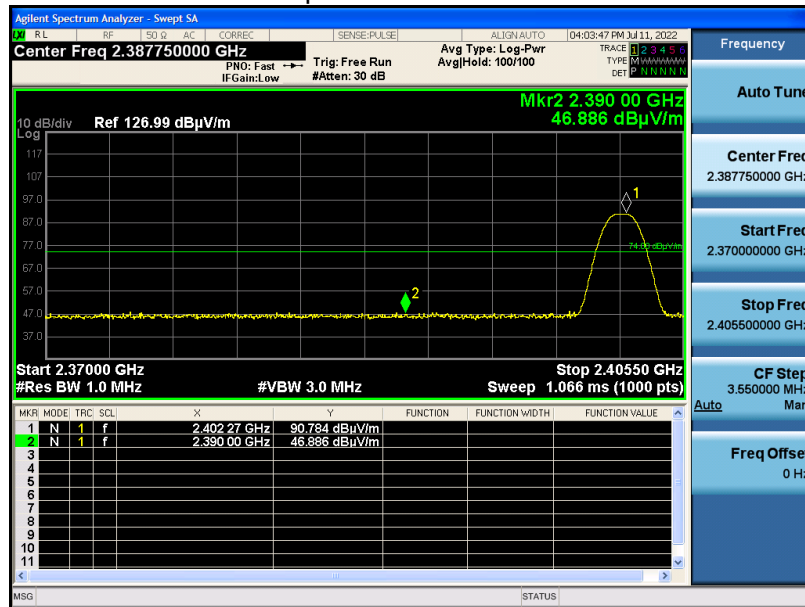 Agilent Spectrum Analyzer - Swept SA
LXI RL RF 50 Ω AC CORREC SENSE:PULSE ALIGN AUTO 04:03:47 PM Jul 11, 2022
Center Freq 2.387750000 GHz
PNO: Fast
IFGain:Low
Trig: Free Run
#Atten: 30 dB
Avg Type: Log-Pwr
Avg|Hold: 100/100
TRACE 1 2 3 4 5 6
TYPE M W W W W W
DET P N N N N N
Mkr2 2.390 00 GHz
46.886 dBµV/m
10 dB/div Ref 126.99 dBµV/m
Log
117
107
97.0
87.0
77.0
67.0
57.0
47.0
37.0
1
2
74.00 dBµV/m
Start 2.37000 GHz Stop 2.40550 GHz
#Res BW 1.0 MHz #VBW 3.0 MHz Sweep 1.066 ms (1000 pts)
MKR MODE TRC SCL X Y FUNCTION FUNCTION WIDTH FUNCTION VALUE
1 N 1 f 2.402 27 GHz 90.784 dBµV/m
2 N 1 f 2.390 00 GHz 46.886 dBµV/m
3
4
5
6
7
8
9
10
11
MSG STATUS
Frequency
Auto Tune
Center Freq
2.387750000 GHz
Start Freq
2.370000000 GHz
Stop Freq
2.405500000 GHz
CF Step
3.550000 MHz
Auto Man
Freq Offset
0 Hz